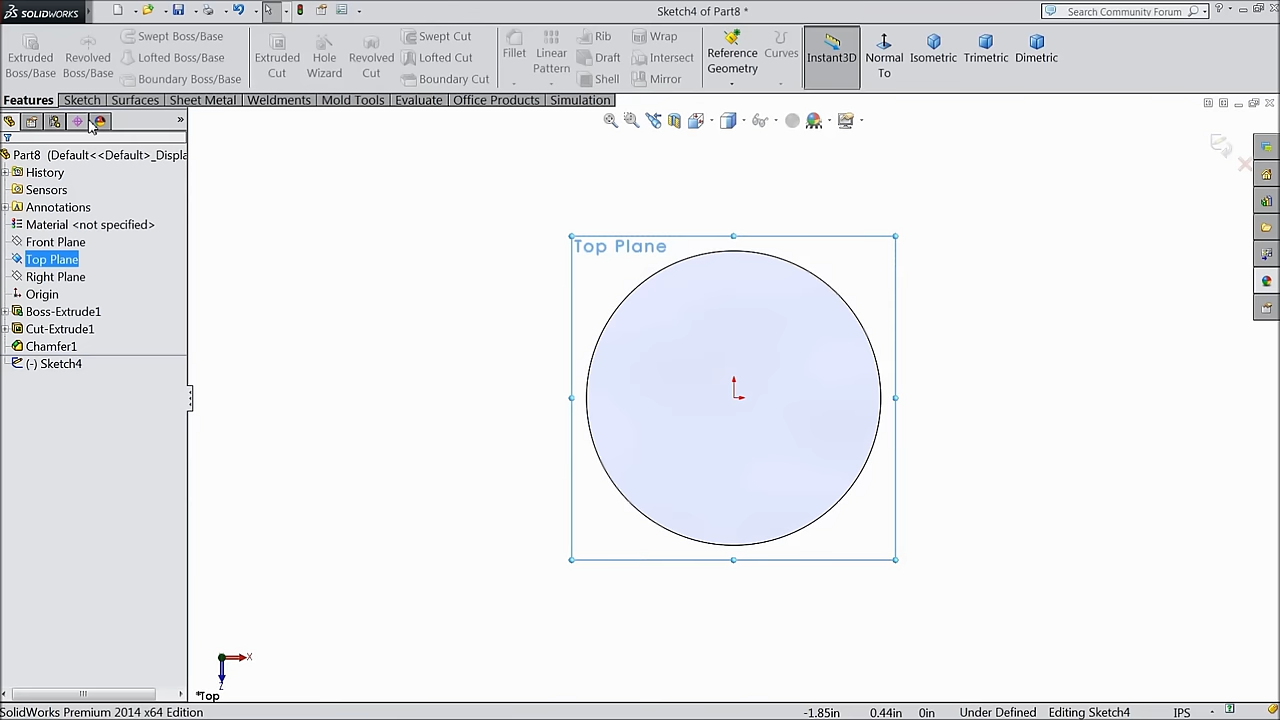 SOLIDWORKS
Sketch4 of Part8 *
Search Community Forum
Extruded Boss/Base
Revolved Boss/Base
Swept Boss/Base
Lofted Boss/Base
Boundary Boss/Base
Extruded Cut
Hole Wizard
Revolved Cut
Swept Cut
Lofted Cut
Boundary Cut
Fillet
Linear Pattern
Rib
Draft
Shell
Wrap
Intersect
Mirror
Reference Geometry
Curves
Instant3D
Normal To
Isometric
Trimetric
Dimetric
Features
Sketch
Surfaces
Sheet Metal
Weldments
Mold Tools
Evaluate
Office Products
Simulation
Part8 (Default<<Default>_Displa
History
Sensors
Annotations
Material <not specified>
Front Plane
Top Plane
Right Plane
Origin
Boss-Extrude1
Cut-Extrude1
Chamfer1
(-) Sketch4
Top Plane
X
Z
*Top
SolidWorks Premium 2014 x64 Edition
-1.85in
0.44in
0in
Under Defined
Editing Sketch4
IPS